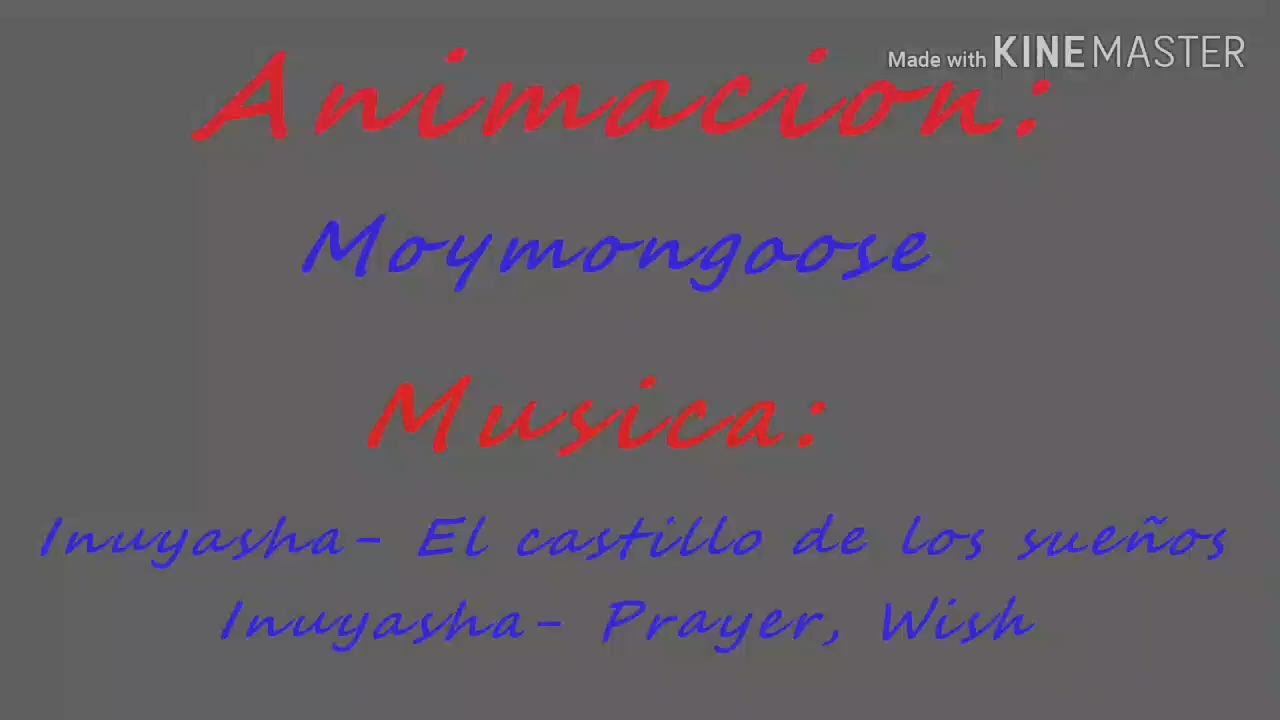 Made with KINEMASTER
Animacion:
Moymongoose
Musica:
Inuyasha- El castillo de los sueños
Inuyasha- Prayer, Wish